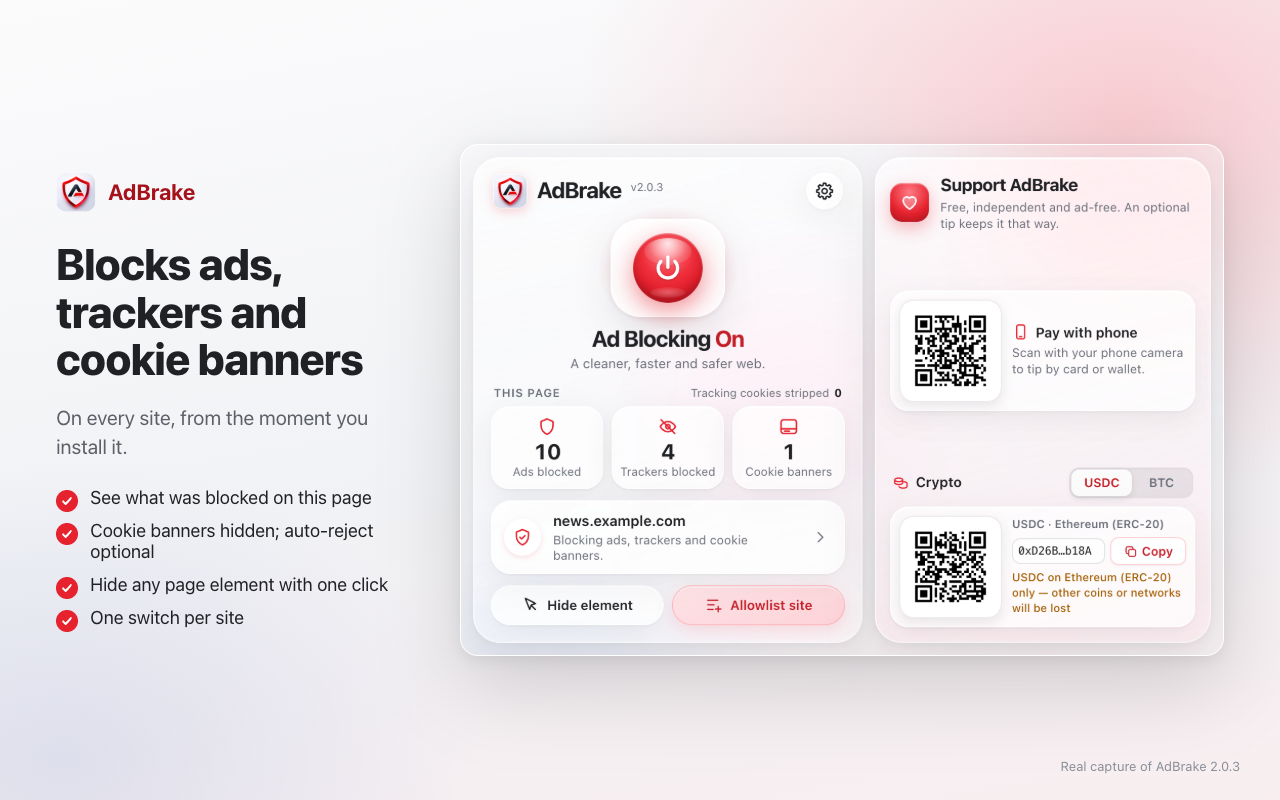 AdBrake
Blocks ads,
trackers and
cookie banners
On every site, from the moment you
install it.
See what was blocked on this page
Cookie banners hidden; auto-reject
optional
Hide any page element with one click
One switch per site
AdBrake v2.0.3
Ad Blocking On
A cleaner, faster and safer web.
THIS PAGE
Tracking cookies stripped 0
10
Ads blocked
4
Trackers blocked
1
Cookie banners
news.example.com
Blocking ads, trackers and cookie
banners.
Hide element
Allowlist site
Support AdBrake
Free, independent and ad-free. An optional
tip keeps it that way.
Pay with phone
Scan with your phone camera
to tip by card or wallet.
Crypto
USDC
BTC
USDC · Ethereum (ERC-20)
0xD26B…b18A
Copy
USDC on Ethereum (ERC-20)
only — other coins or networks
will be lost
Real capture of AdBrake 2.0.3